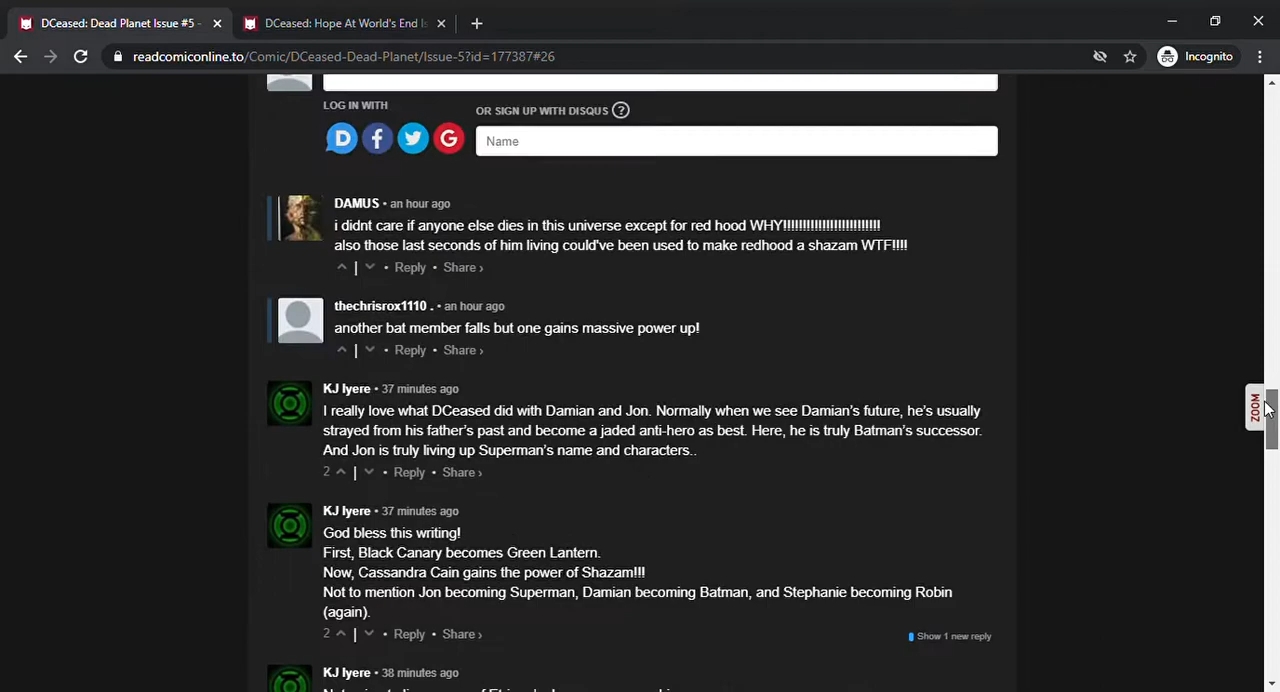 DCeased: Dead Planet Issue #5 -
DCeased: Hope At World's End Is
readcomiconline.to/Comic/DCeased-Dead-Planet/Issue-5?id=177387#26
Incognito
LOG IN WITH
OR SIGN UP WITH DISQUS ?
Name
DAMUS • an hour ago
i didnt care if anyone else dies in this universe except for red hood WHY!!!!!!!!!!!!!!!!!!!!!!!!!
also those last seconds of him living could've been used to make redhood a shazam WTF!!!!
• Reply • Share ›
thechrisrox1110 . • an hour ago
another bat member falls but one gains massive power up!
• Reply • Share ›
KJ Iyere • 37 minutes ago
I really love what DCeased did with Damian and Jon. Normally when we see Damian's future, he's usually
strayed from his father's past and become a jaded anti-hero as best. Here, he is truly Batman's successor.
And Jon is truly living up Superman's name and characters..
2 • Reply • Share ›
KJ Iyere • 37 minutes ago
God bless this writing!
First, Black Canary becomes Green Lantern.
Now, Cassandra Cain gains the power of Shazam!!!
Not to mention Jon becoming Superman, Damian becoming Batman, and Stephanie becoming Robin
(again).
2 • Reply • Share ›
Show 1 new reply
KJ Iyere • 38 minutes ago
ZOOM